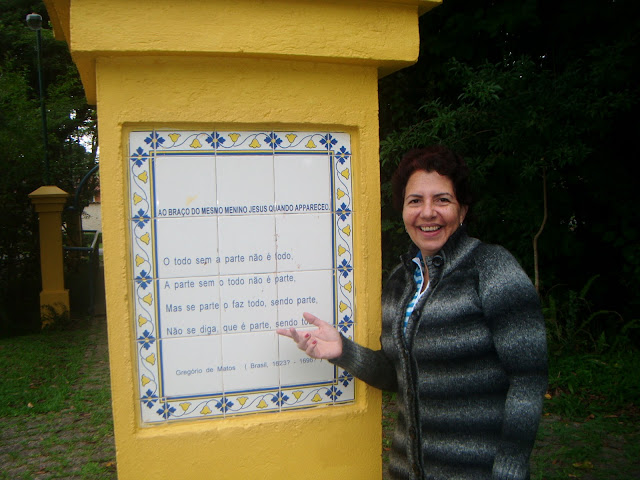 AO BRAÇO DO MESMO MENINO JESUS QUANDO APPARECEO.
O todo sem a parte não é todo,
A parte sem o todo não é parte,
Mas se parte o faz todo, sendo parte,
Não se diga, que é parte, sendo
Gregório de Matos ( Brasil, 1623? -